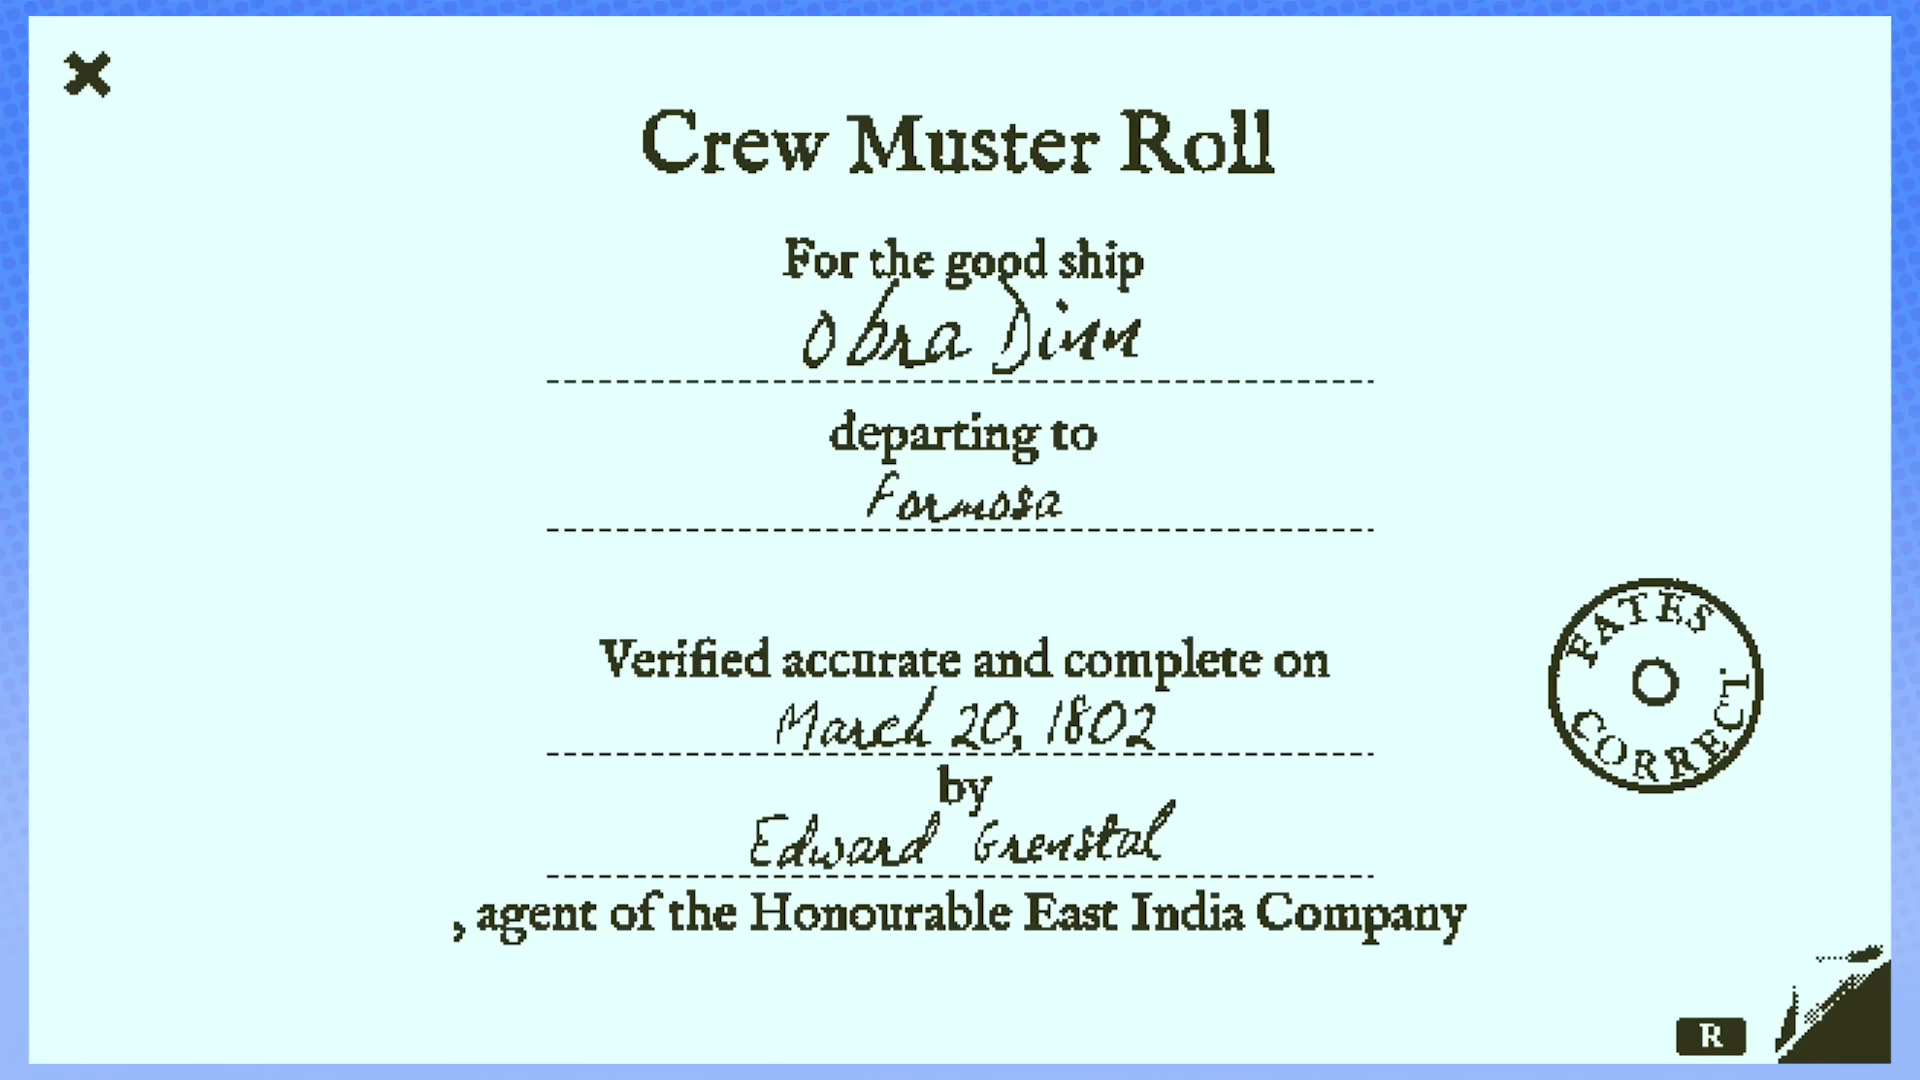 Crew Muster Roll
For the good ship
Obra Dinn
departing to
Formosa
FATES CORRECT.
Verified accurate and complete on
March 20, 1802
by
Edward Grenstal
, agent of the Honourable East India Company
R